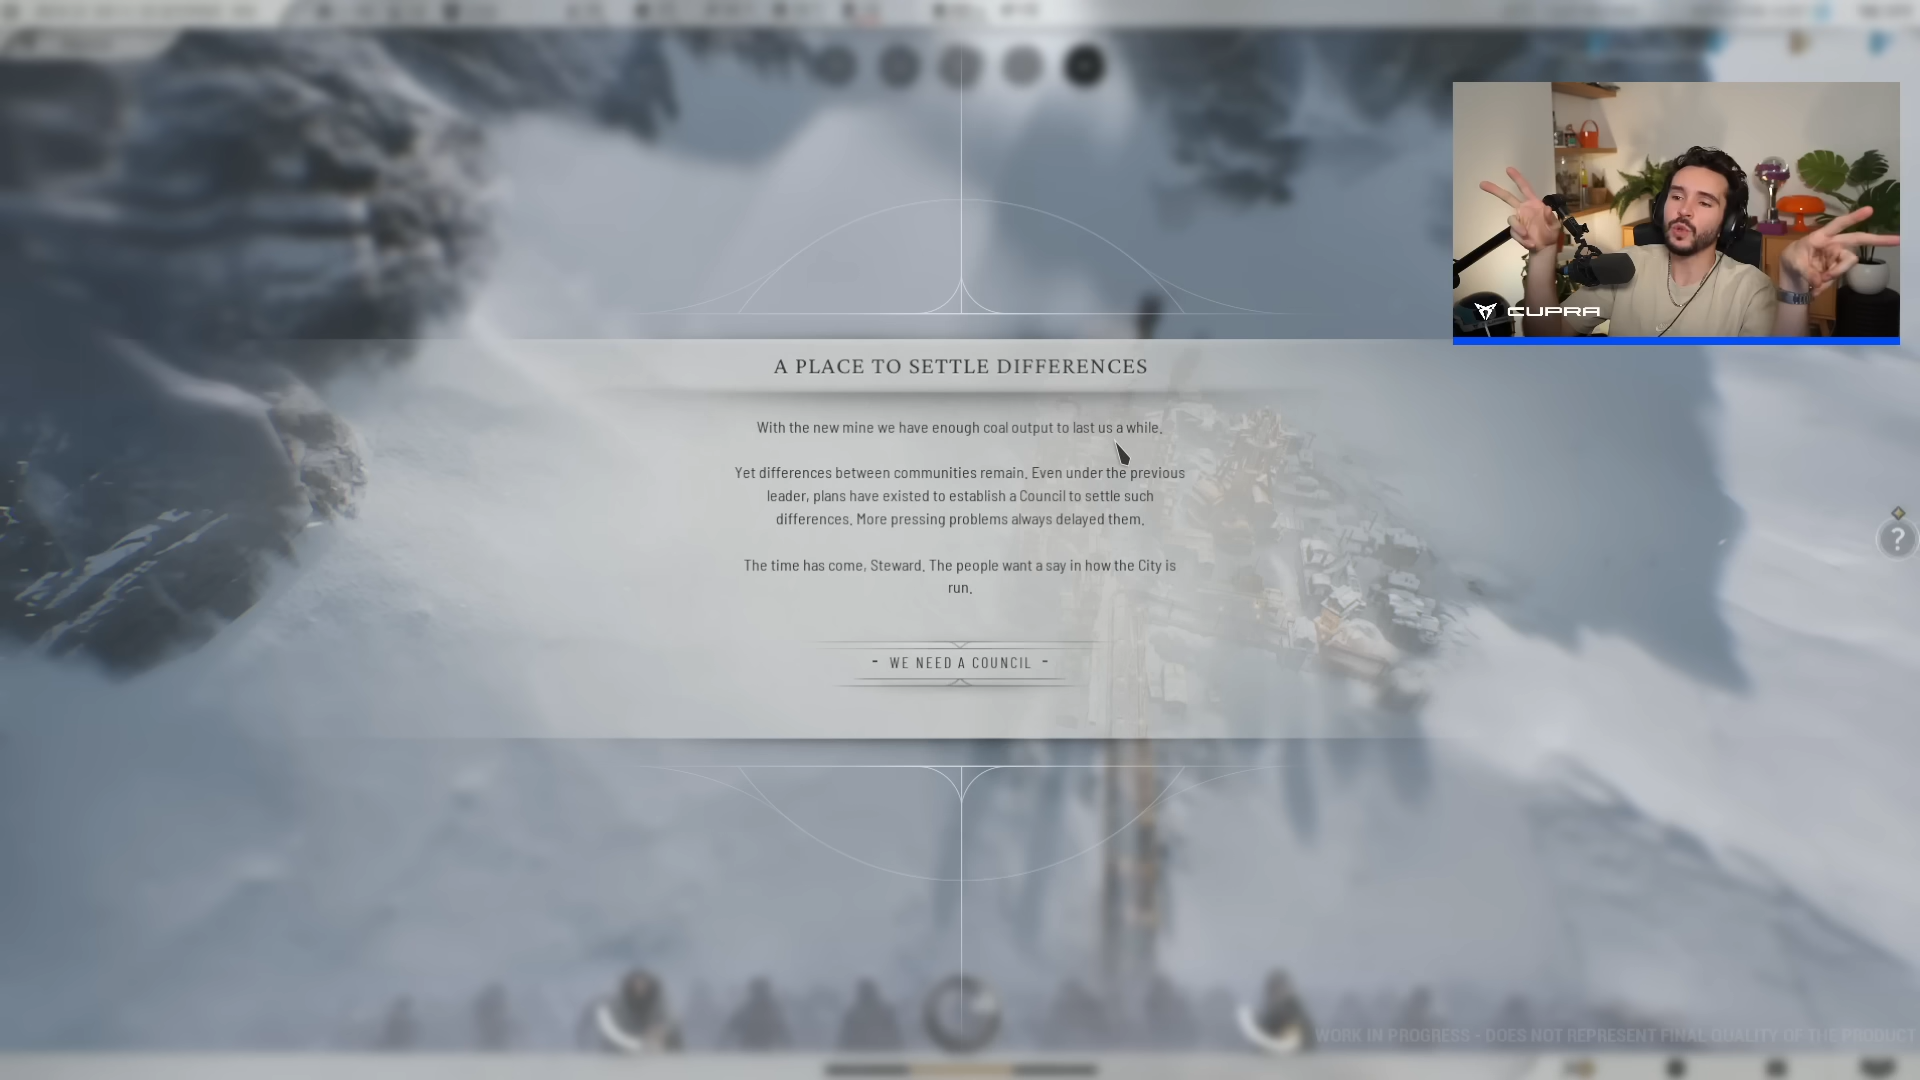 A PLACE TO SETTLE DIFFERENCES
With the new mine we have enough coal output to last us a while.
Yet differences between communities remain. Even under the previous
leader, plans have existed to establish a Council to settle such
differences. More pressing problems always delayed them.
The time has come, Steward. The people want a say in how the City is
run.
- WE NEED A COUNCIL -
CUPRA
?
WORK IN PROGRESS - DOES NOT REPRESENT FINAL QUALITY OF THE PRODUCT